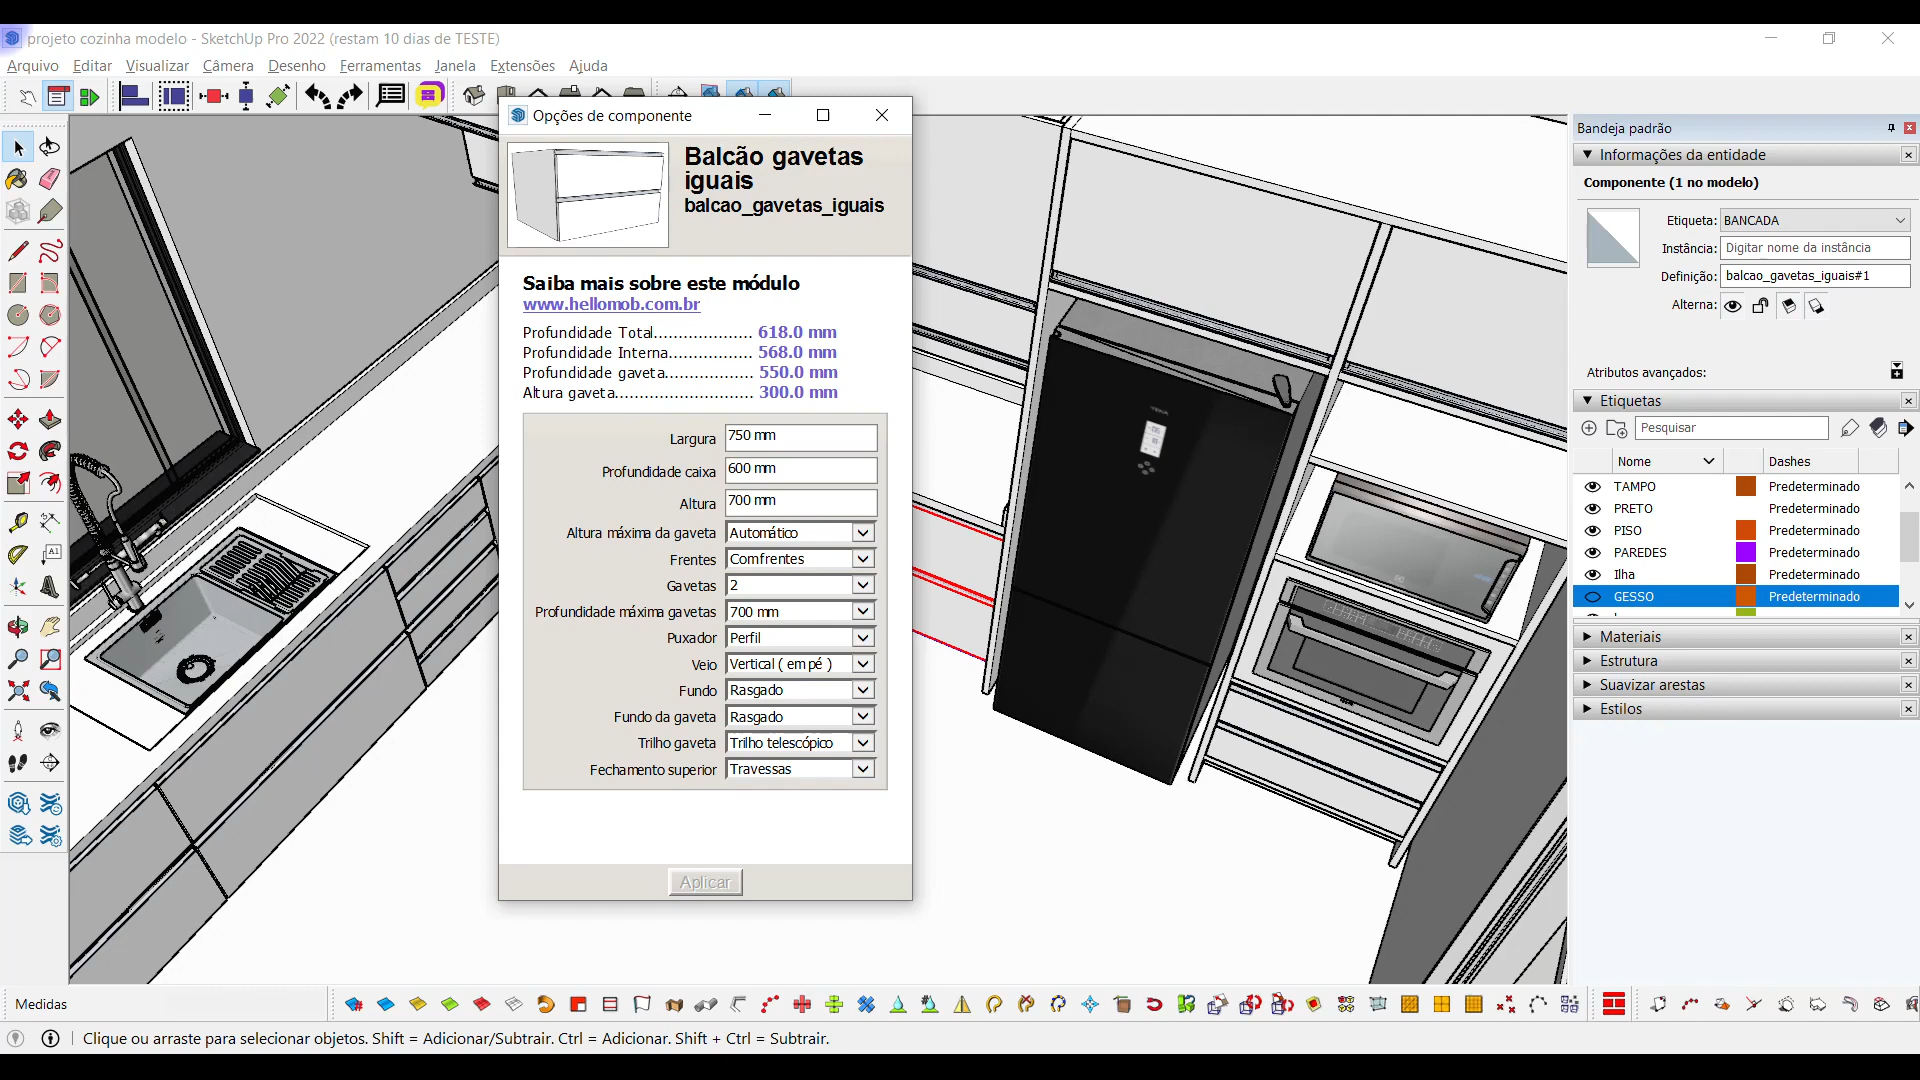 projeto cozinha modelo - SketchUp Pro 2022 (restam 10 dias de TESTE)
Arquivo Editar Visualizar Câmera Desenho Ferramentas Janela Extensões Ajuda
Opções de componente
Balcão gavetas
iguais
balcao_gavetas_iguais
Saiba mais sobre este módulo
www.hellomob.com.br
Profundidade Total.................... 618.0 mm
Profundidade Interna................. 568.0 mm
Profundidade gaveta.................. 550.0 mm
Altura gaveta............................ 300.0 mm
Largura 750 mm
Profundidade caixa 600 mm
Altura 700 mm
Altura máxima da gaveta Automático
Frentes Comfrentes
Gavetas 2
Profundidade máxima gavetas 700 mm
Puxador Perfil
Veio Vertical ( em pé )
Fundo Rasgado
Fundo da gaveta Rasgado
Trilho gaveta Trilho telescópico
Fechamento superior Travessas
Aplicar
Bandeja padrão
Informações da entidade
Componente (1 no modelo)
Etiqueta: BANCADA
Instância: Digitar nome da instância
Definição: balcao_gavetas_iguais#1
Alterna:
Atributos avançados:
Etiquetas
Pesquisar
Nome Dashes
TAMPO Predeterminado
PRETO Predeterminado
PISO Predeterminado
PAREDES Predeterminado
Ilha Predeterminado
GESSO Predeterminado
Materiais
Estrutura
Suavizar arestas
Estilos
A1
TEKA
Medidas
Clique ou arraste para selecionar objetos. Shift = Adicionar/Subtrair. Ctrl = Adicionar. Shift + Ctrl = Subtrair.